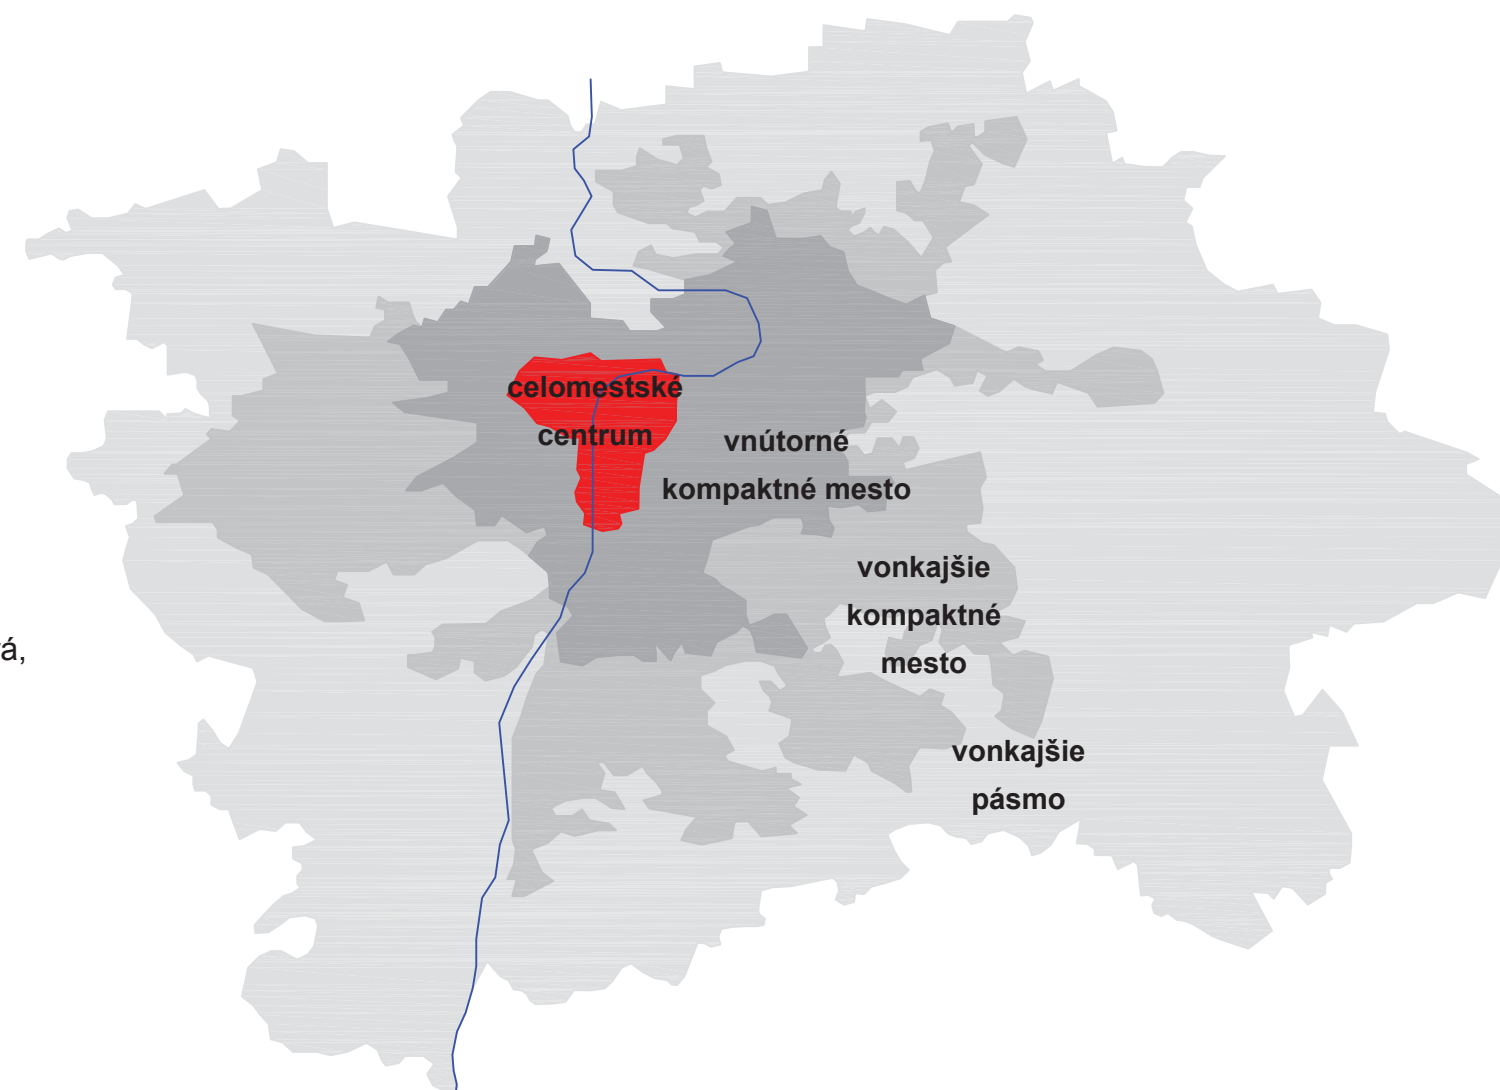 celomestské
centrum
vnútorné
kompaktné mesto
vonkajšie
kompaktné
mesto
á,
vonkajšie
pásmo